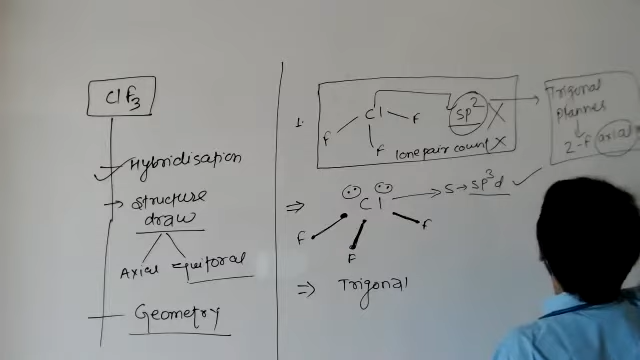 ClF3
Hybridisation
structure
draw
Axial equitoral
Geometry
1.
Cl
F
F
F
sp2 X
lone pair count X
Trigonal
planner
2-F axial
⇒ Cl → 5 → sp3d ✓
F
F
F
⇒ Trigonal